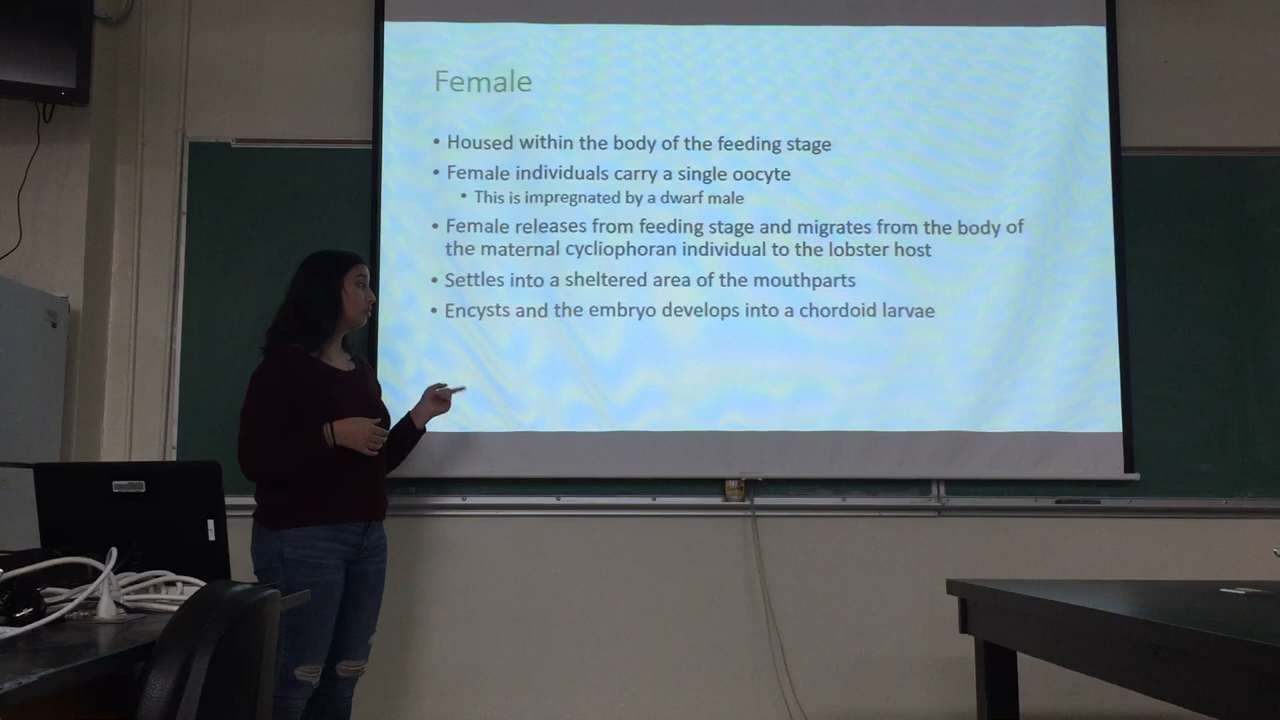 Female
• Housed within the body of the feeding stage
• Female individuals carry a single oocyte
• This is impregnated by a dwarf male
• Female releases from feeding stage and migrates from the body of
the maternal cycliophoran individual to the lobster host
• Settles into a sheltered area of the mouthparts
• Encysts and the embryo develops into a chordoid larvae